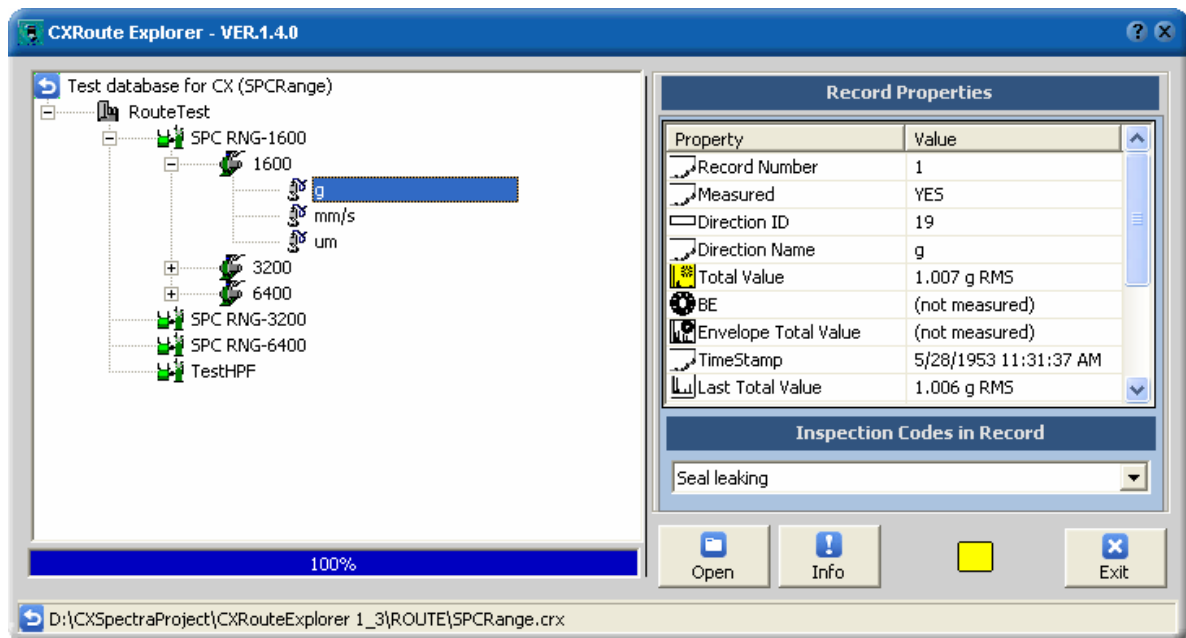 CXRoute Explorer - VER.1.4.0
Test database for CX (SPCRange)
RouteTest
SPC RNG-1600
1600
g
mm/s
um
3200
6400
SPC RNG-3200
SPC RNG-6400
TestHPF
100%
Record Properties
Property Value
Record Number 1
Measured YES
Direction ID 19
Direction Name g
Total Value 1.007 g RMS
BE (not measured)
Envelope Total Value (not measured)
TimeStamp 5/28/1953 11:31:37 AM
Last Total Value 1.006 g RMS
Inspection Codes in Record
Seal leaking
Open Info Exit
D:\CXSpectraProject\CXRouteExplorer 1_3\ROUTE\SPCRange.crx